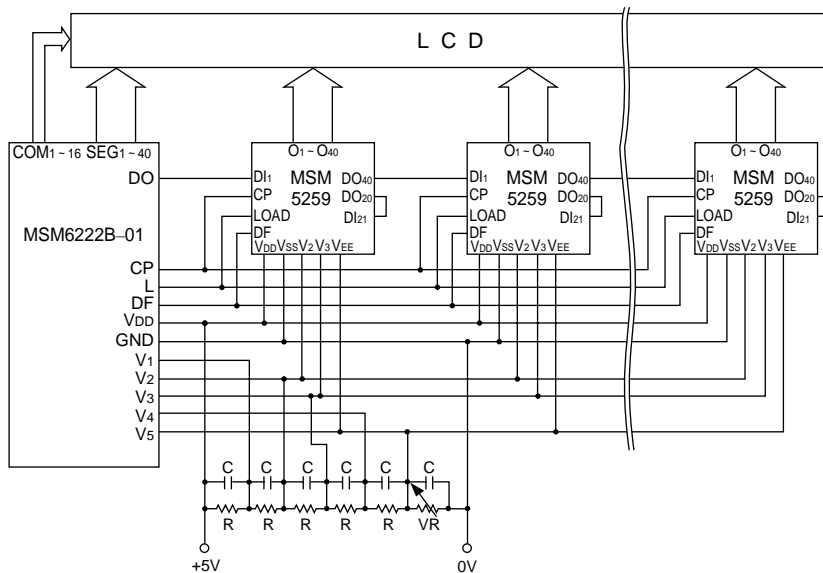 L C D
COM1 ~ 16 SEG1 ~ 40
DO
MSM6222B–01
CP
L
DF
VDD
GND
V1
V2
V3
V4
V5
O1 ~ O40
DI1 MSM DO40
CP 5259 DO20
LOAD DI21
DF
VDD VSS V2 V3 VEE
O1 ~ O40
DI1 MSM DO40
CP 5259 DO20
LOAD DI21
DF
VDD VSS V2 V3 VEE
O1 ~ O40
DI1 MSM DO40
CP 5259 DO20
LOAD DI21
DF
VDD VSS V2 V3 VEE
C C C C C C
R R R R R VR
+5V 0V